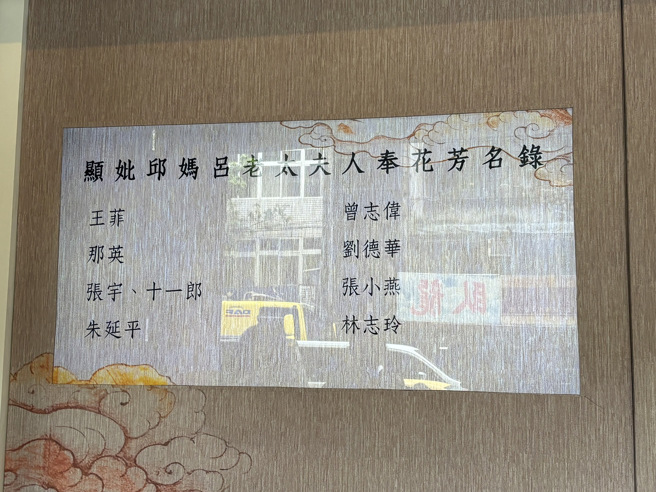 顯妣邱媽呂老太夫人奉花芳名錄
王菲
那英
張宇、十一郎
朱延平
曾志偉
劉德華
張小燕
林志玲
臥龍